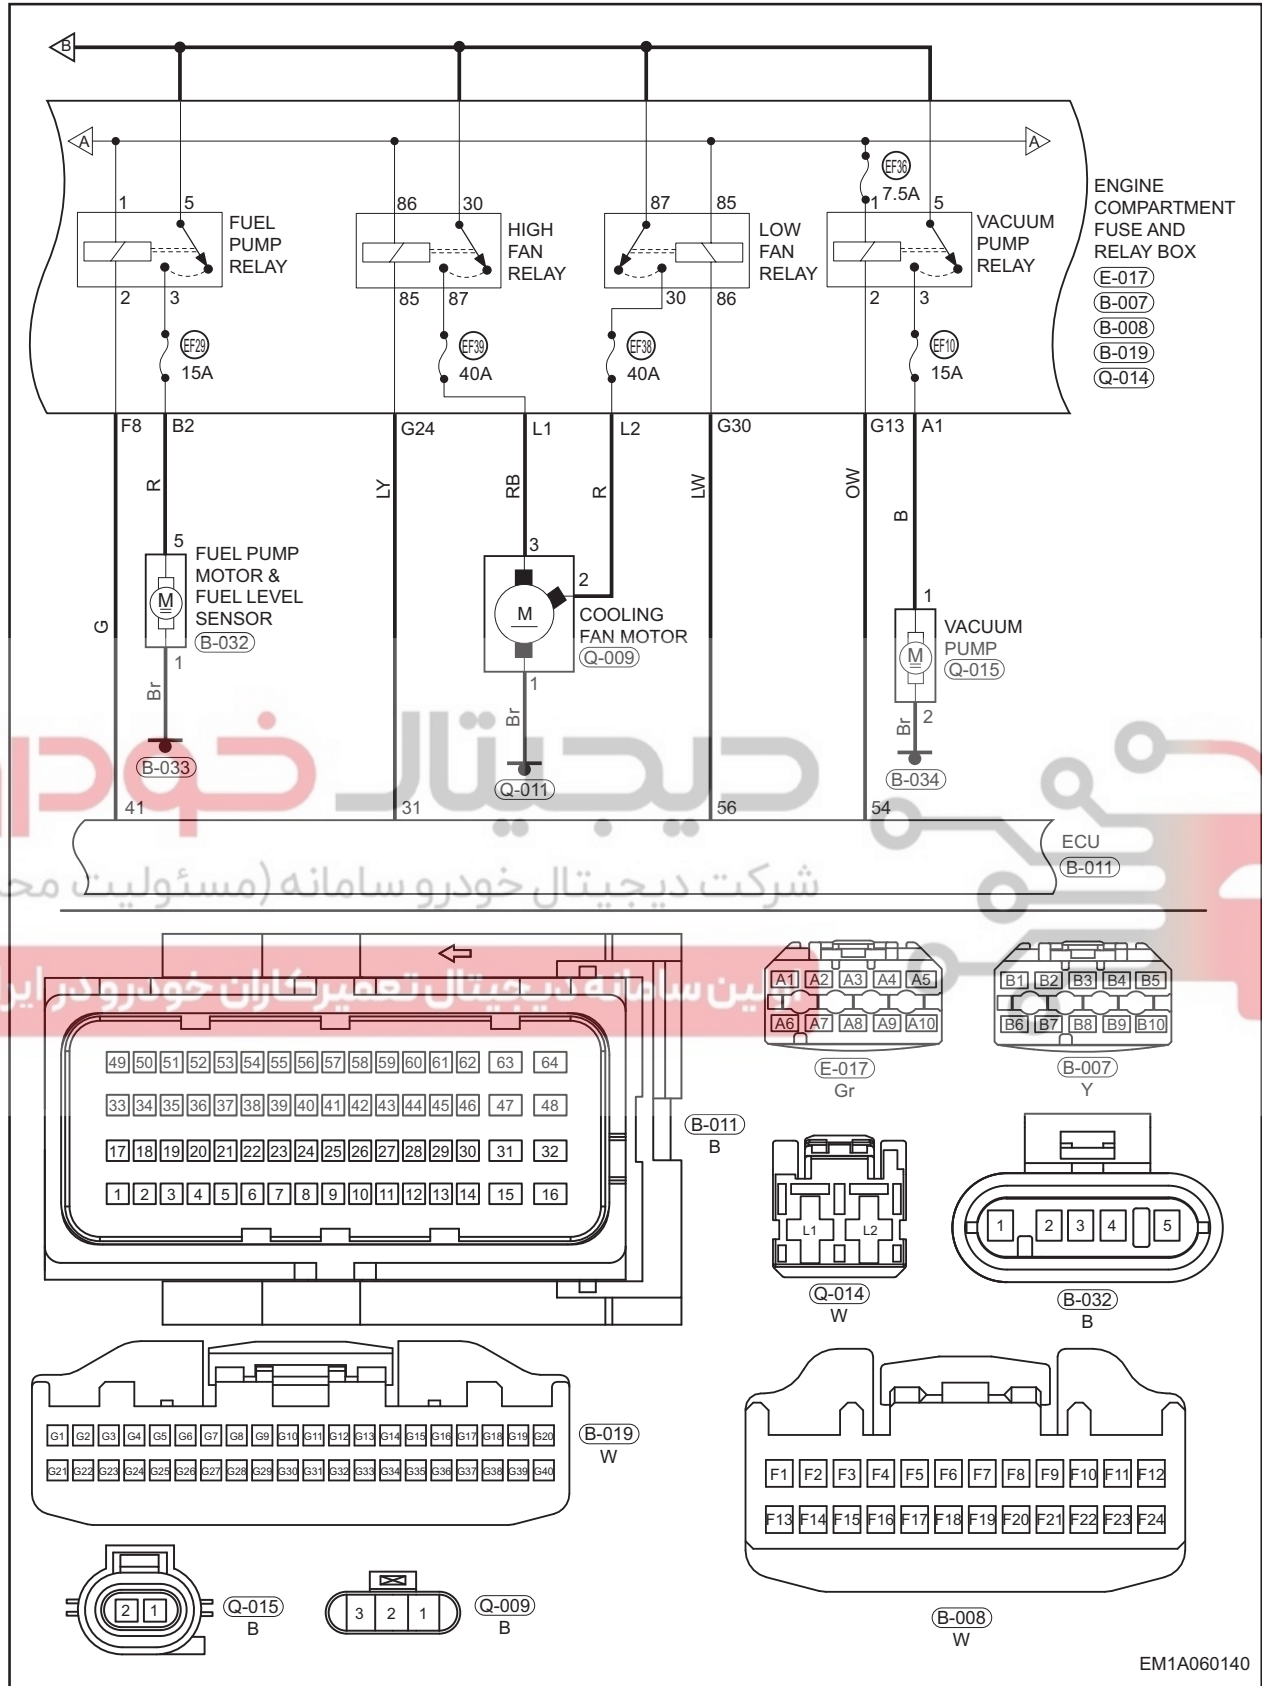 B
A
A
EF36
7.5A
1 5 86 30 87 85 1 5
FUEL
PUMP
RELAY
HIGH
FAN
RELAY
LOW
FAN
RELAY
VACUUM
PUMP
RELAY
ENGINE
COMPARTMENT
FUSE AND
RELAY BOX
E-017
B-007
B-008
B-019
Q-014
2 3 85 87 30 86 2 3
EF29
15A
EF39
40A
EF38
40A
EF10
15A
F8 B2 G24 L1 L2 G30 G13 A1
R LY RB R LW OW B
5
FUEL PUMP
MOTOR &
FUEL LEVEL
SENSOR
B-032
M
1
G
Br
B-033
3
2
M
COOLING
FAN MOTOR
Q-009
1
Br
Q-011
1
VACUUM
PUMP
Q-015
M
2
Br
B-034
دیجیتال خودر
41 31 56 54
ECU
B-011
شرکت دیجیتال خودرو سامانه (مسئولیت مح
اولین سامانه دیجیتال تعمیرکاران خودرو در ایر
49 50 51 52 53 54 55 56 57 58 59 60 61 62 63 64
33 34 35 36 37 38 39 40 41 42 43 44 45 46 47 48
17 18 19 20 21 22 23 24 25 26 27 28 29 30 31 32
1 2 3 4 5 6 7 8 9 10 11 12 13 14 15 16
B-011
B
A1 A2 A3 A4 A5
A6 A7 A8 A9 A10
E-017
Gr
B1 B2 B3 B4 B5
B6 B7 B8 B9 B10
B-007
Y
L1 L2
Q-014
W
1 2 3 4 5
B-032
B
G1 G2 G3 G4 G5 G6 G7 G8 G9 G10 G11 G12 G13 G14 G15 G16 G17 G18 G19 G20
G21 G22 G23 G24 G25 G26 G27 G28 G29 G30 G31 G32 G33 G34 G35 G36 G37 G38 G39 G40
B-019
W
F1 F2 F3 F4 F5 F6 F7 F8 F9 F10 F11 F12
F13 F14 F15 F16 F17 F18 F19 F20 F21 F22 F23 F24
B-008
W
2 1
Q-015
B
3 2 1
Q-009
B
EM1A060140